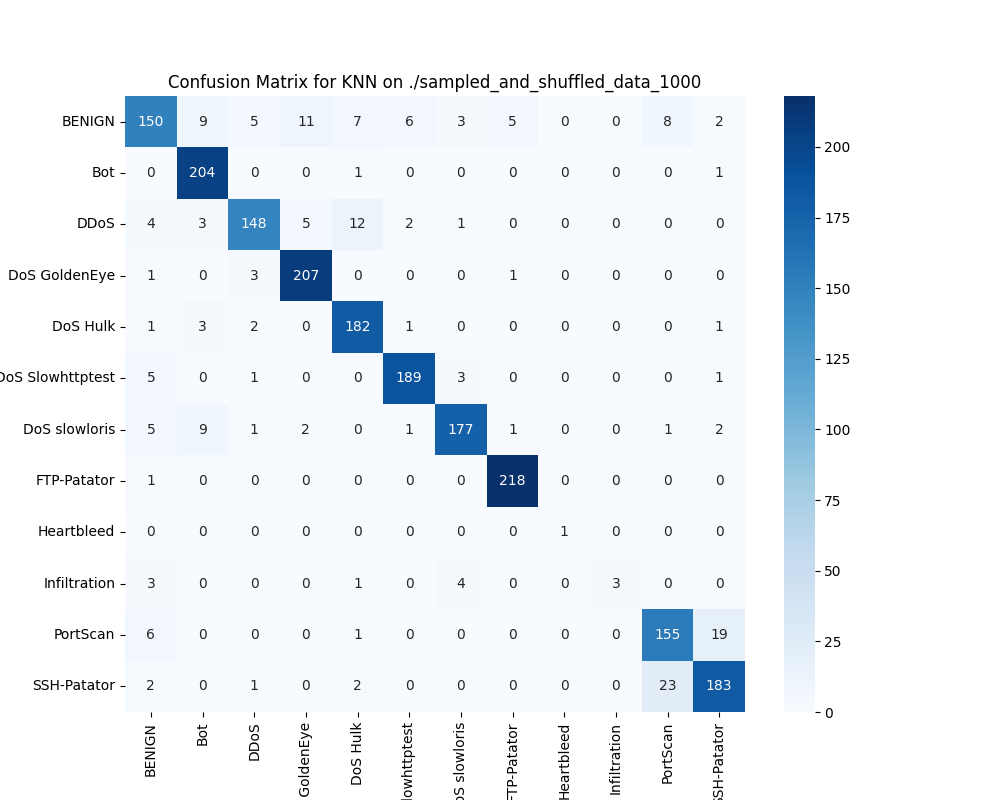 Confusion Matrix for KNN on ./sampled_and_shuffled_data_1000
BENIGN 150 9 5 11 7 6 3 5 0 0 8 2
Bot 0 204 0 0 1 0 0 0 0 0 0 1
DDoS 4 3 148 5 12 2 1 0 0 0 0 0
DoS GoldenEye 1 0 3 207 0 0 0 1 0 0 0 0
DoS Hulk 1 3 2 0 182 1 0 0 0 0 0 1
DoS Slowhttptest 5 0 1 0 0 189 3 0 0 0 0 1
DoS slowloris 5 9 1 2 0 1 177 1 0 0 1 2
FTP-Patator 1 0 0 0 0 0 0 218 0 0 0 0
Heartbleed 0 0 0 0 0 0 0 0 1 0 0 0
Infiltration 3 0 0 0 1 0 4 0 0 3 0 0
PortScan 6 0 0 0 1 0 0 0 0 0 155 19
SSH-Patator 2 0 1 0 2 0 0 0 0 0 23 183
BENIGN
Bot
DDoS
GoldenEye
DoS Hulk
lowhttptest
oS slowloris
FTP-Patator
Heartbleed
Infiltration
PortScan
SSH-Patator
200
175
150
125
100
75
50
25
0